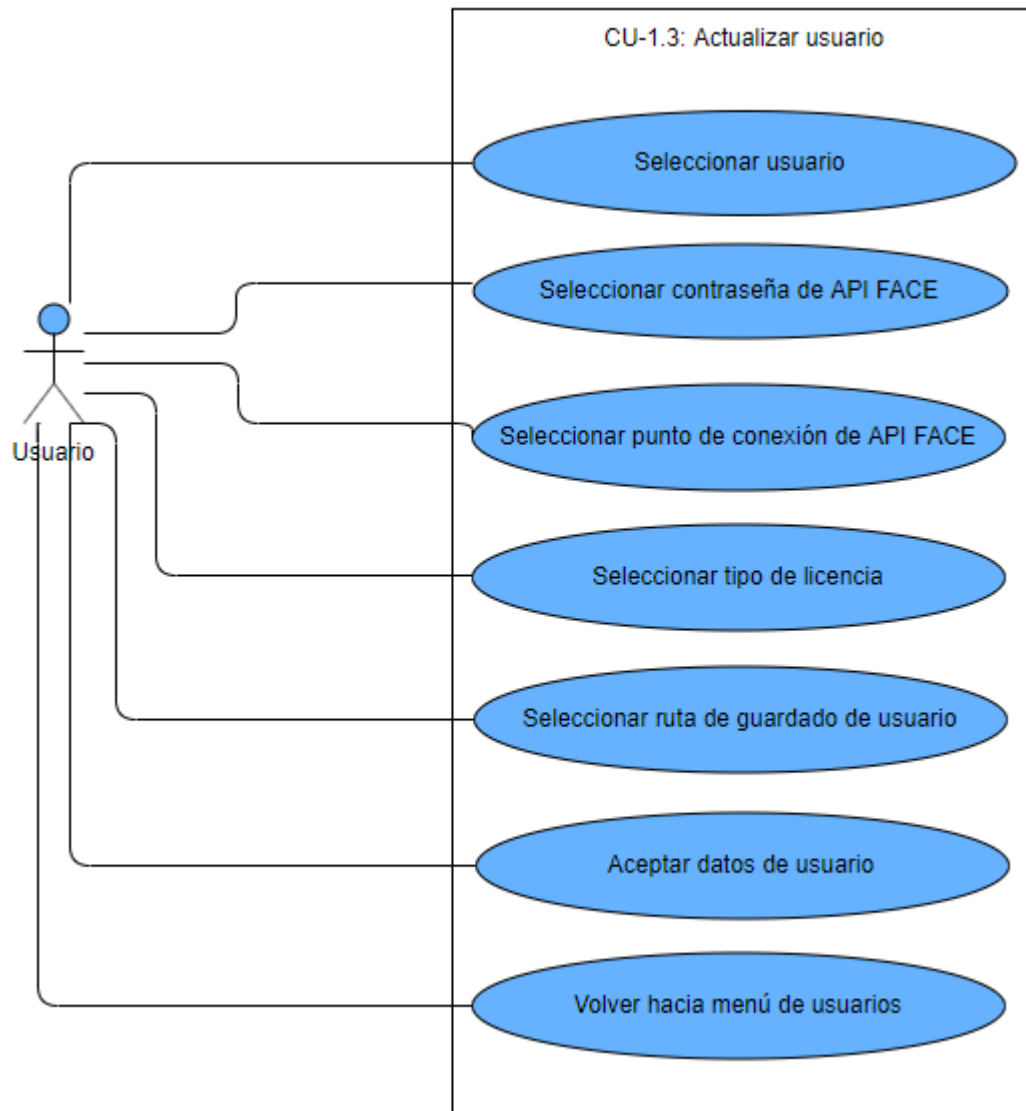 CU-1.3: Actualizar usuario
Seleccionar usuario
Seleccionar contraseña de API FACE
Seleccionar punto de conexión de API FACE
Usuario
Seleccionar tipo de licencia
Seleccionar ruta de guardado de usuario
Aceptar datos de usuario
Volver hacia menú de usuarios